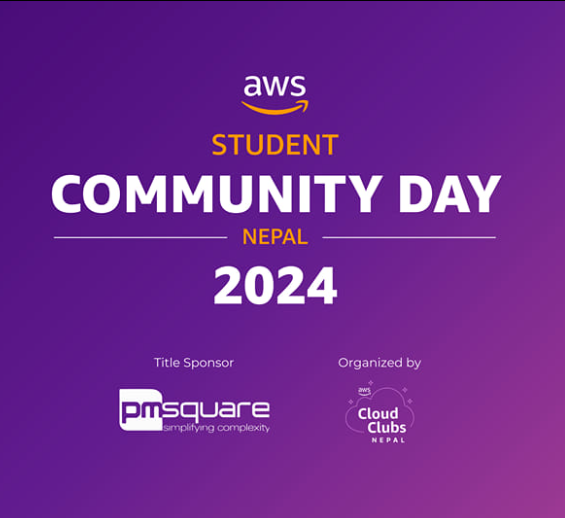 aws
STUDENT
COMMUNITY DAY
NEPAL
2024
Title Sponsor
Organized by
pmsquare
simplifying complexity
aws
Cloud
Clubs
NEPAL